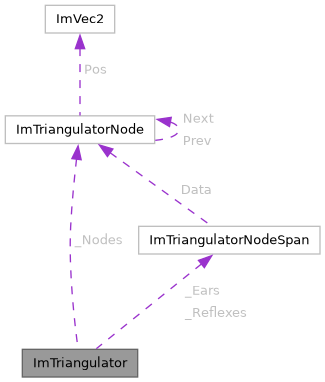 ImVec2
Pos
ImTriangulatorNode
Next
Prev
Data
_Nodes
ImTriangulatorNodeSpan
_Ears
_Reflexes
ImTriangulator